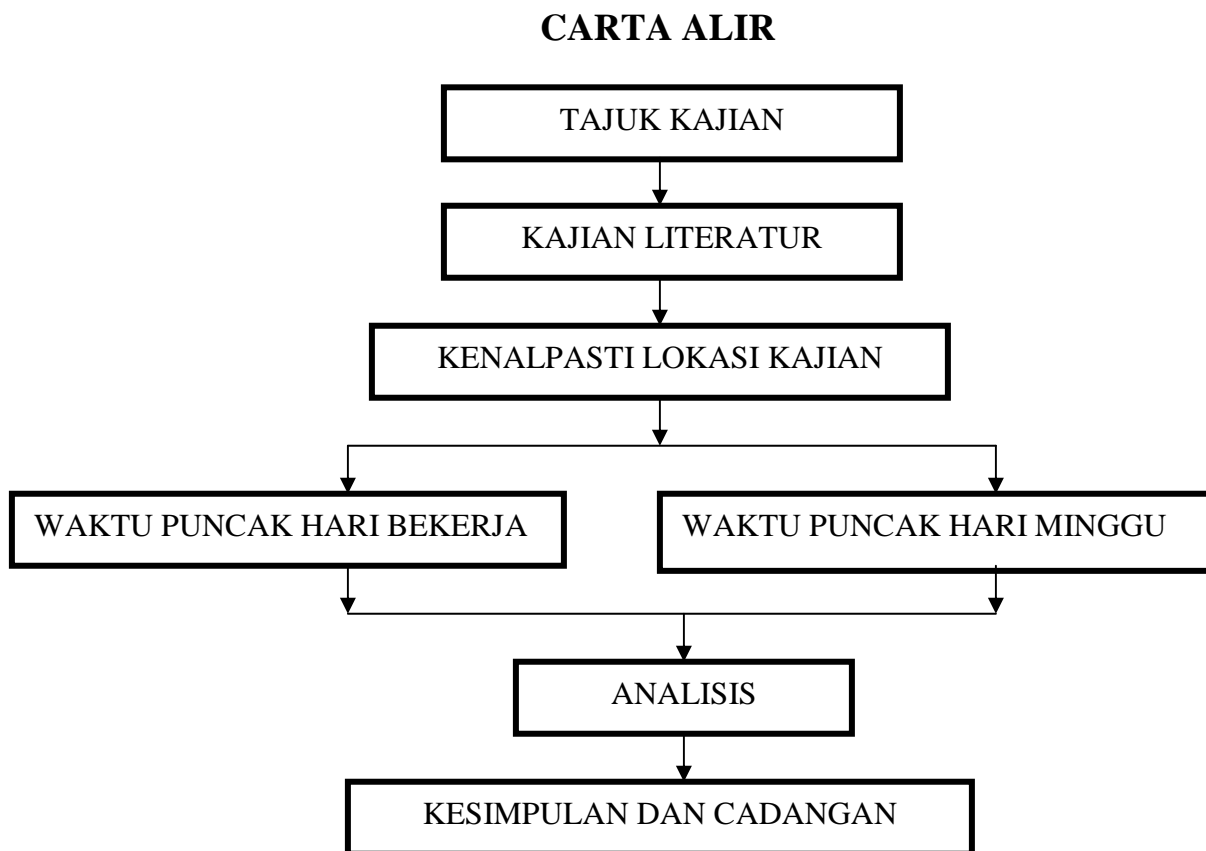 CARTA ALIR
TAJUK KAJIAN
KAJIAN LITERATUR
KENALPASTI LOKASI KAJIAN
WAKTU PUNCAK HARI BEKERJA
WAKTU PUNCAK HARI MINGGU
ANALISIS
KESIMPULAN DAN CADANGAN